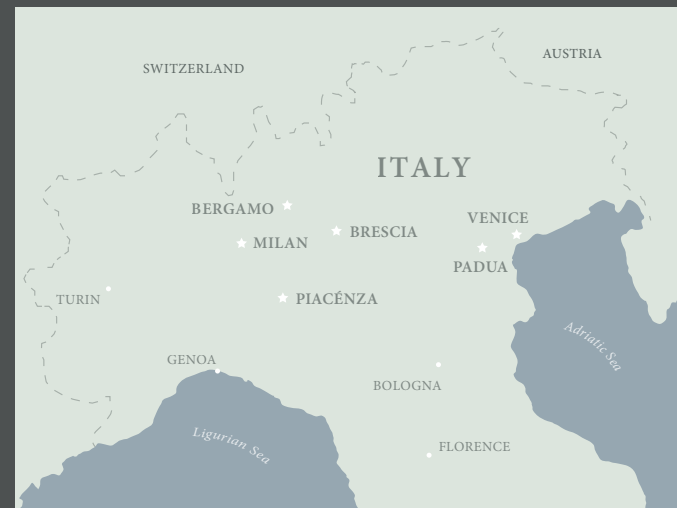 AUSTRIA
SWITZERLAND
ITALY
BERGAMO
VENICE
BRESCIA
MILAN
PADUA
PIACÉNZA
TURIN
GENOA
Adriatic Sea
BOLOGNA
Ligurian Sea
FLORENCE